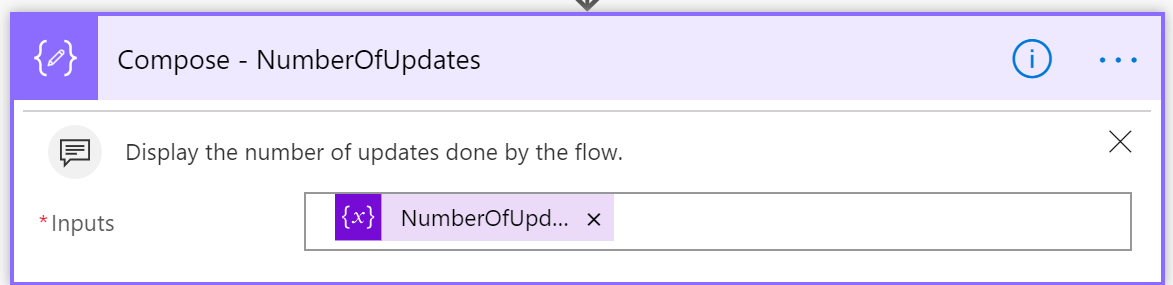 Compose - NumberOfUpdates
Display the number of updates done by the flow.
*Inputs {x} NumberOfUpd... ×